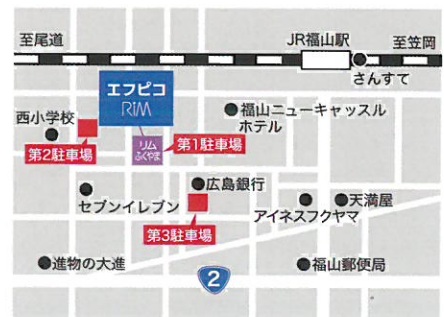 至尾道
JR福山駅
至笠岡
さんすて
エフピコ
RIM
福山ニューキャッスル
ホテル
西小学校
リム
ふくやま
第1駐車場
第2駐車場
広島銀行
セブンイレブン
天満屋
アイネスフクヤマ
第3駐車場
進物の大進
福山郵便局
2